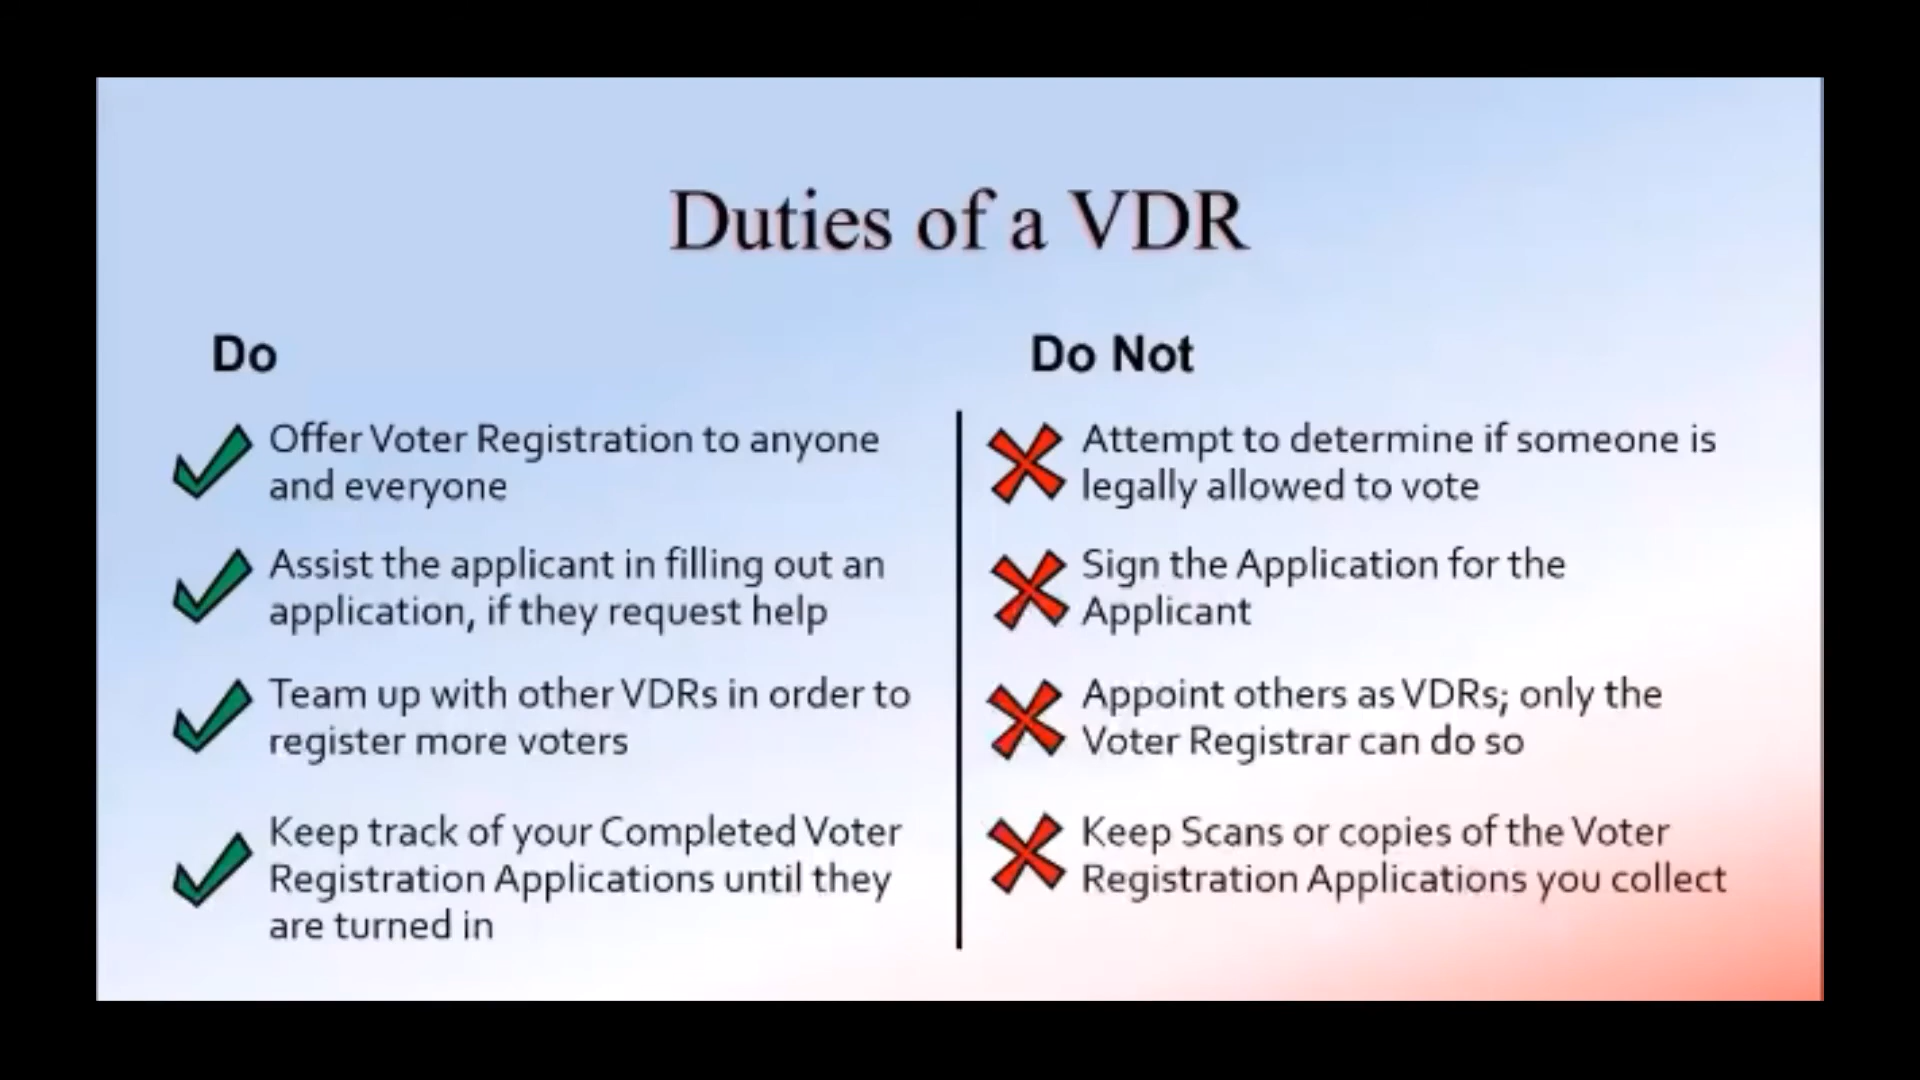 Duties of a VDR
Do
Offer Voter Registration to anyone
and everyone
Assist the applicant in filling out an
application, if they request help
Team up with other VDRs in order to
register more voters
Keep track of your Completed Voter
Registration Applications until they
are turned in
Do Not
Attempt to determine if someone is
legally allowed to vote
Sign the Application for the
Applicant
Appoint others as VDRs; only the
Voter Registrar can do so
Keep Scans or copies of the Voter
Registration Applications you collect